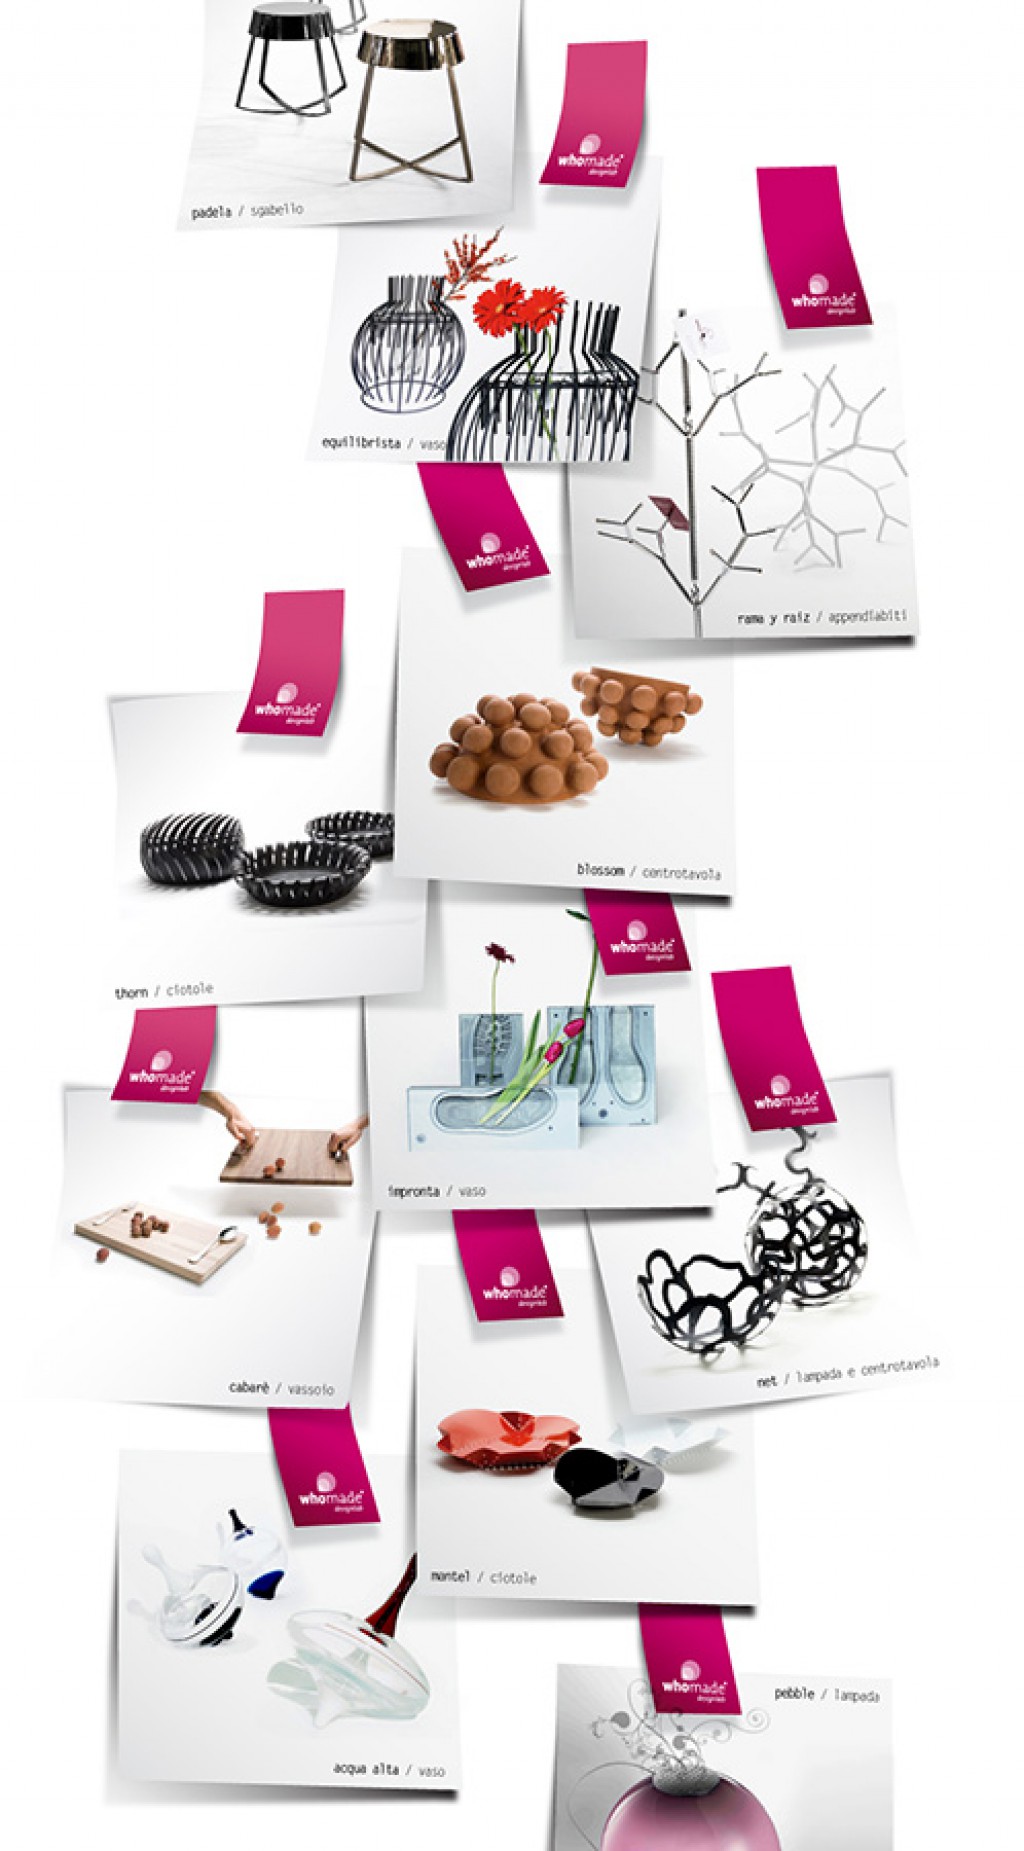 whomade
designlab
padela / sgabello
whomade
designlab
equilibrista / vaso
whomade
designlab
rama y raiz / appendiabiti
whomade
designlab
blossom / centrotavola
whomade
designlab
thorn / ciotole
whomade
designlab
whomade
designlab
impronta / vaso
whomade
designlab
net / lampada e centrotavola
whomade
designlab
cabarè / vassoio
whomade
designlab
mantel / ciotole
whomade
designlab
pebble / lampada
acqua alta / vaso